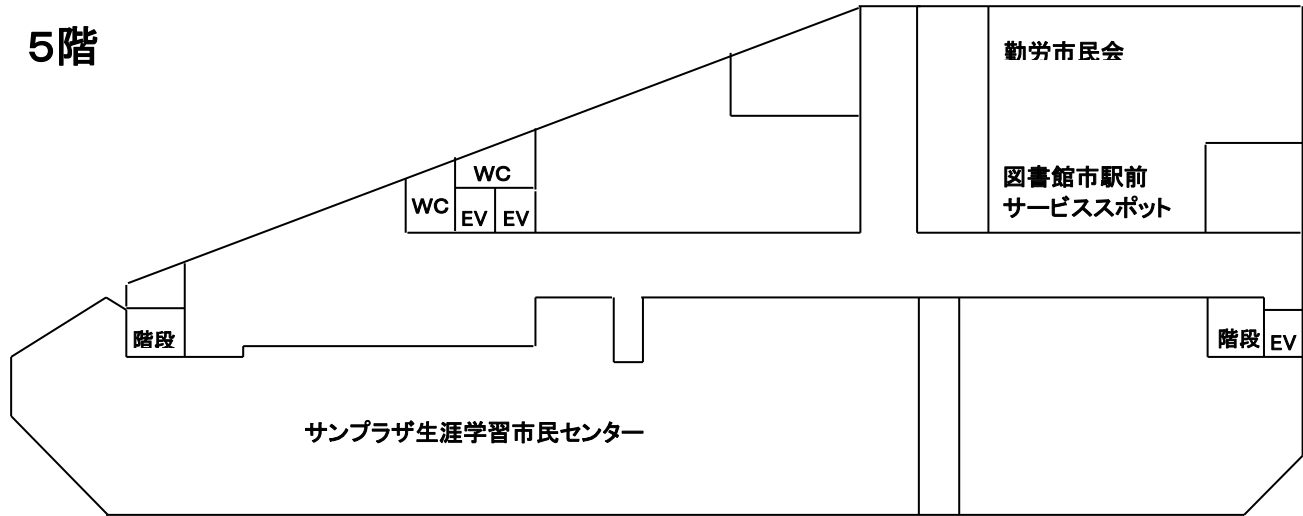 5階
勤労市民会
WC
図書館市駅前
サービススポット
WC
EV
EV
階段
階段
EV
サンプラザ生涯学習市民センター